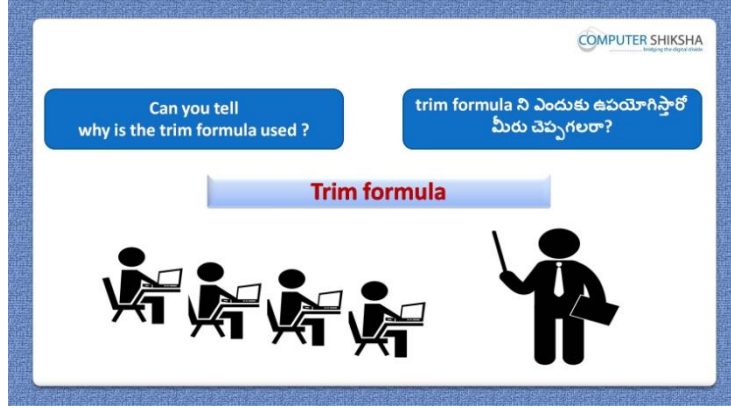 COMPUTER SHIKSHA
bridging the digital divide
Can you tell
why is the trim formula used ?
trim formula ని ఎందుకు ఉపయోగిస్తారో
మీరు చెప్పగలరా?
Trim formula